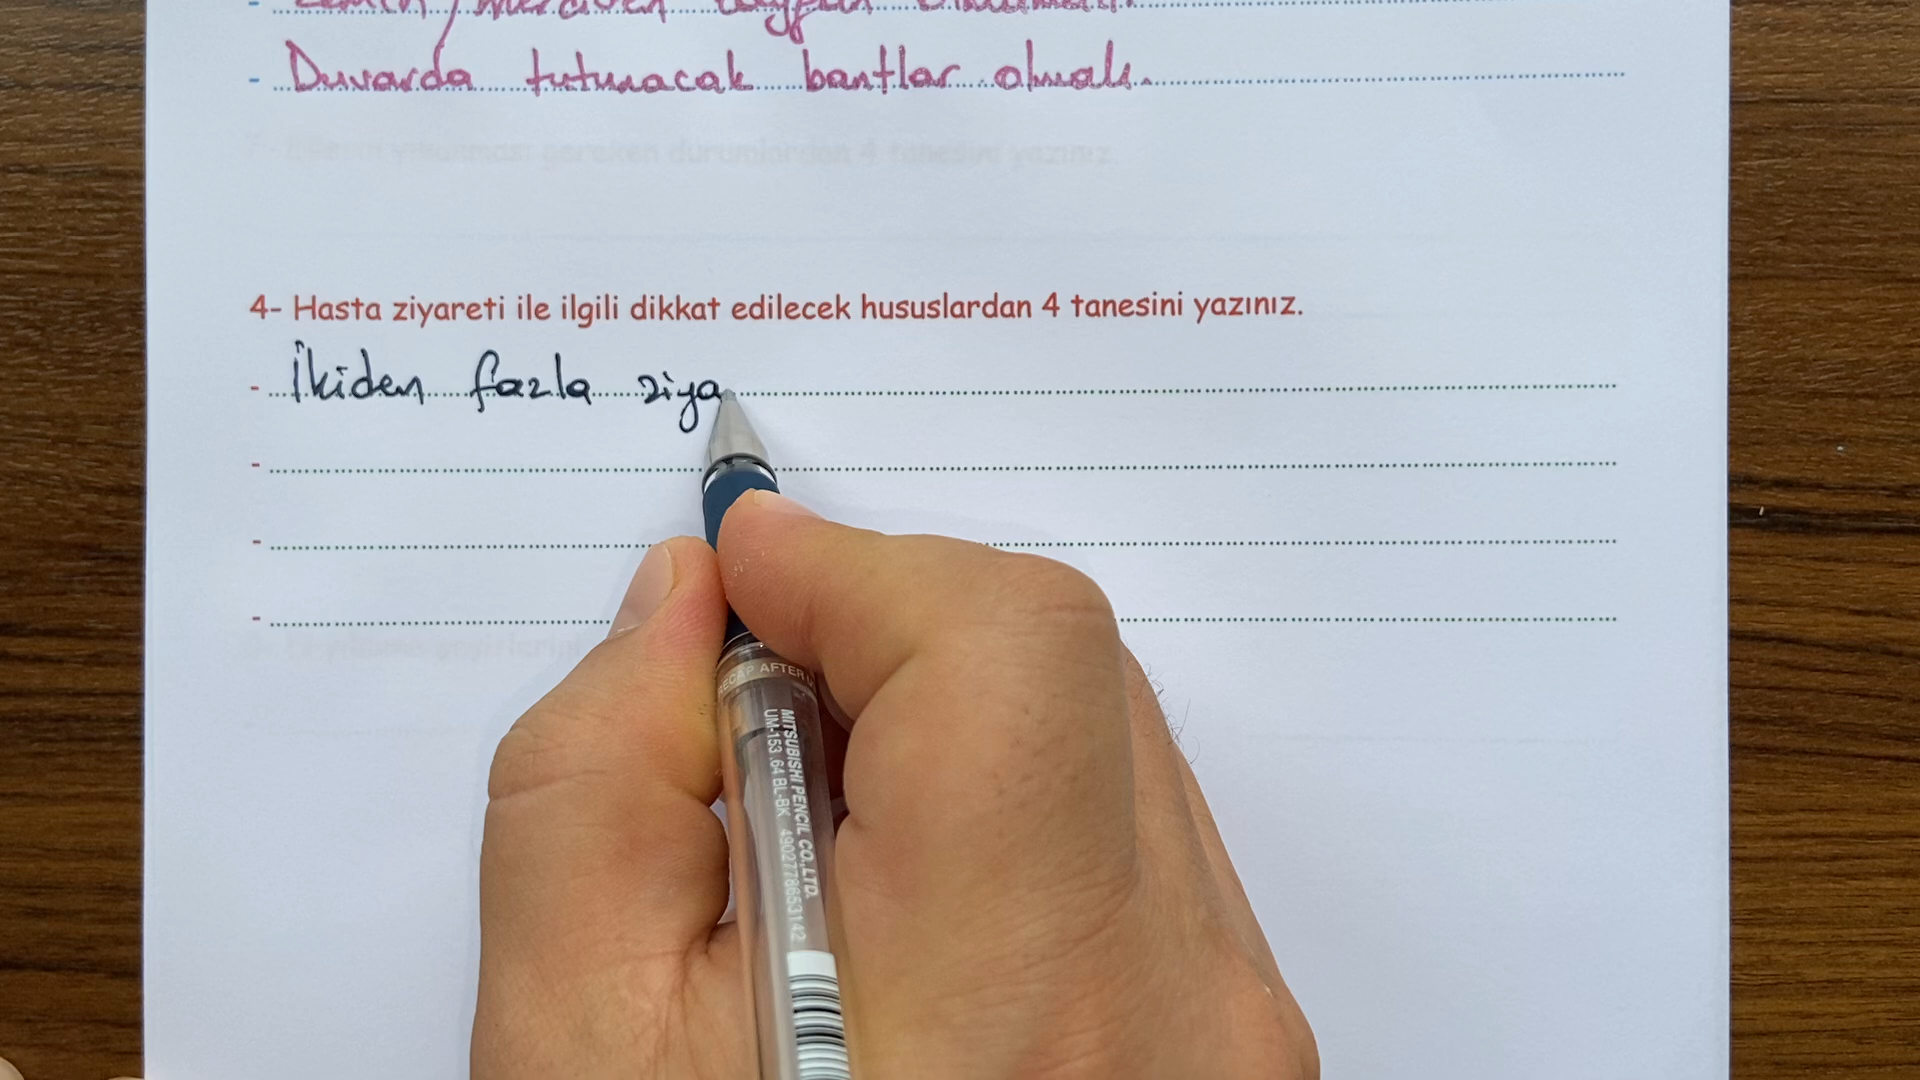 - Duvarda tutunacak bantlar olmalı.
4- Hasta ziyareti ile ilgili dikkat edilecek hususlardan 4 tanesini yazınız.
- İkiden fazla ziya
-
-
-
RECAP AFTER
MITSUBISHI PENCIL CO.,LTD.
UM-153 .64 BL-BK 4902778653142